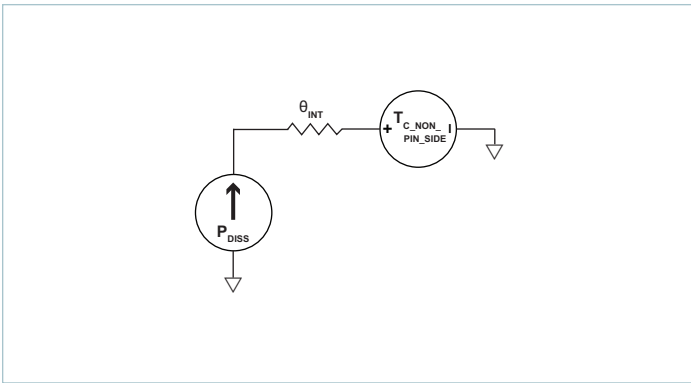 θINT
+ TC_NON_ I
PIN_SIDE
PDISS